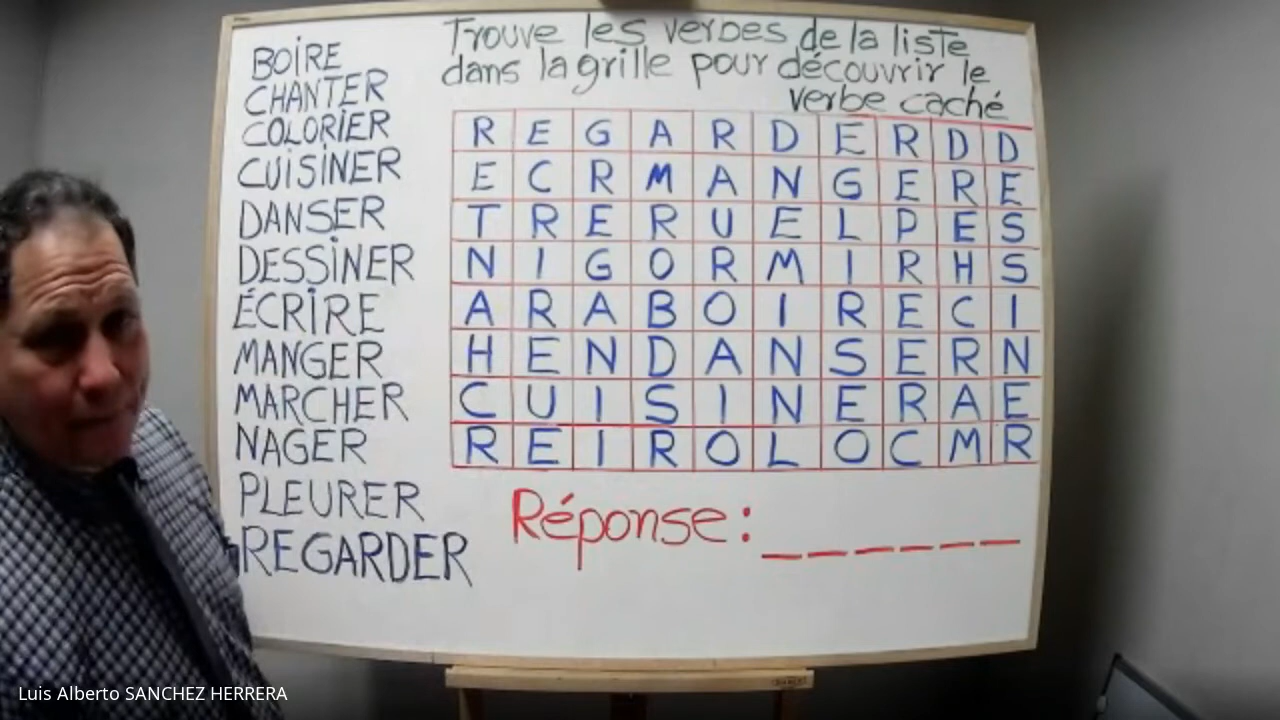 Trouve les verbes de la liste
dans la grille pour découvrir le
verbe caché
BOIRE
CHANTER
COLORIER
CUISINER
DANSER
DESSINER
ÉCRIRE
MANGER
MARCHER
NAGER
PLEURER
REGARDER
R E G A R D E R D D
E C R M A N G E R E
T R E R U E L P E S
N I G O R M I R H S
A R A B O I R E C I
H E N D A N S E R N
C U I S I N E R A E
R E I R O L O C M R
Réponse: _ _ _ _ _ _
Luis Alberto SANCHEZ HERRERA